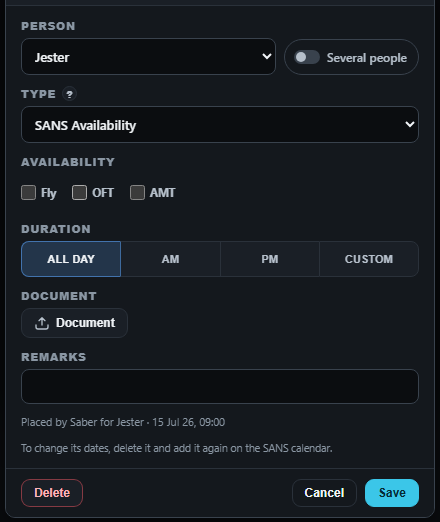 PERSON
Jester
Several people
TYPE ?
SANS Availability
AVAILABILITY
Fly OFT AMT
DURATION
ALL DAY AM PM CUSTOM
DOCUMENT
Document
REMARKS
Placed by Saber for Jester · 15 Jul 26, 09:00
To change its dates, delete it and add it again on the SANS calendar.
Delete Cancel Save